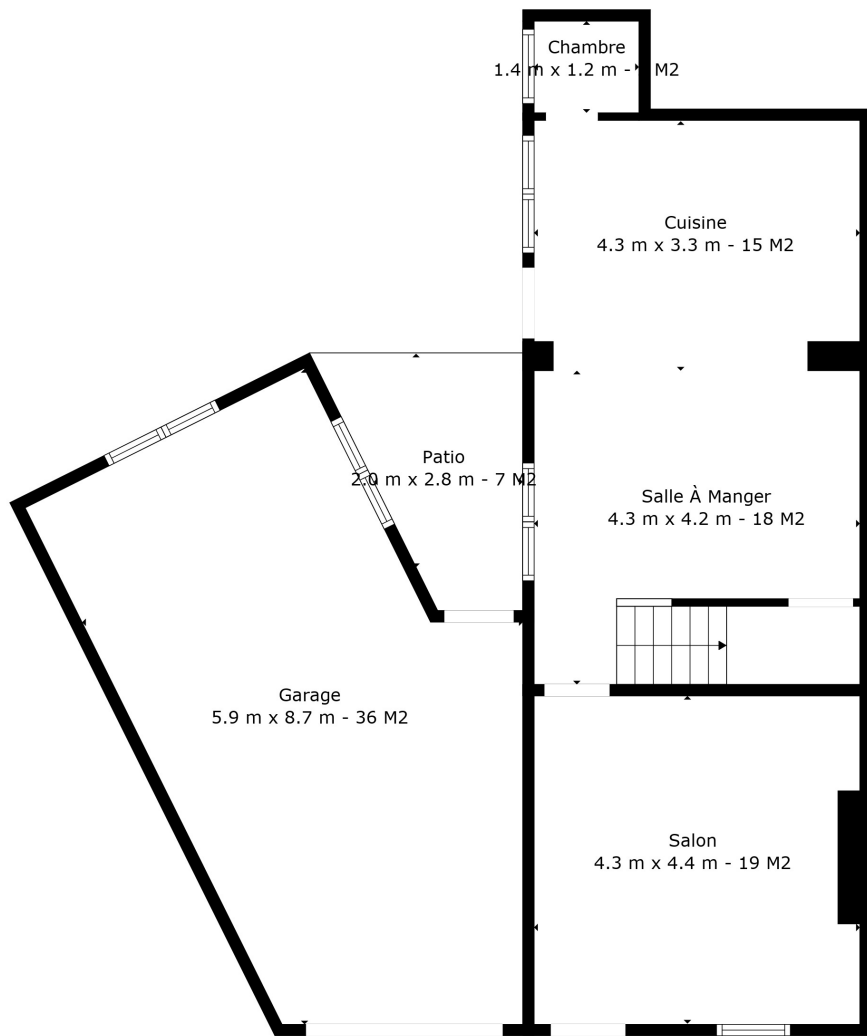 Chambre
1.4 m x 1.2 m - M2
Cuisine
4.3 m x 3.3 m - 15 M2
Patio
2.0 m x 2.8 m - 7 M2
Salle À Manger
4.3 m x 4.2 m - 18 M2
Garage
5.9 m x 8.7 m - 36 M2
Salon
4.3 m x 4.4 m - 19 M2